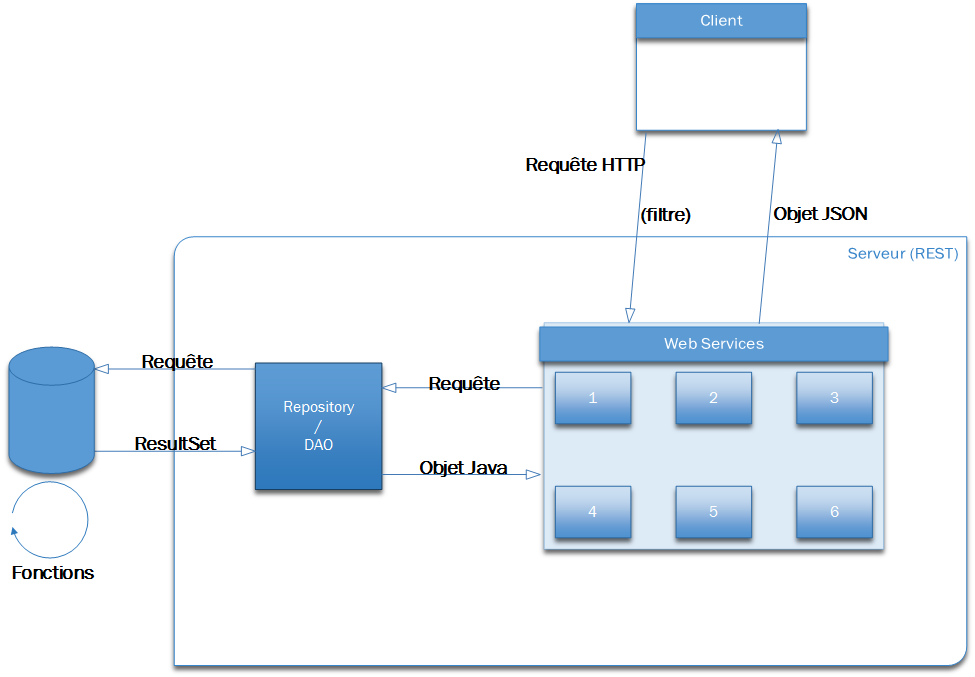 Client
Requête HTTP
(filtre)
Objet JSON
Serveur (REST)
Web Services
Requête
Requête
Repository
/
DAO
1
2
3
ResultSet
Objet Java
4
5
6
Fonctions